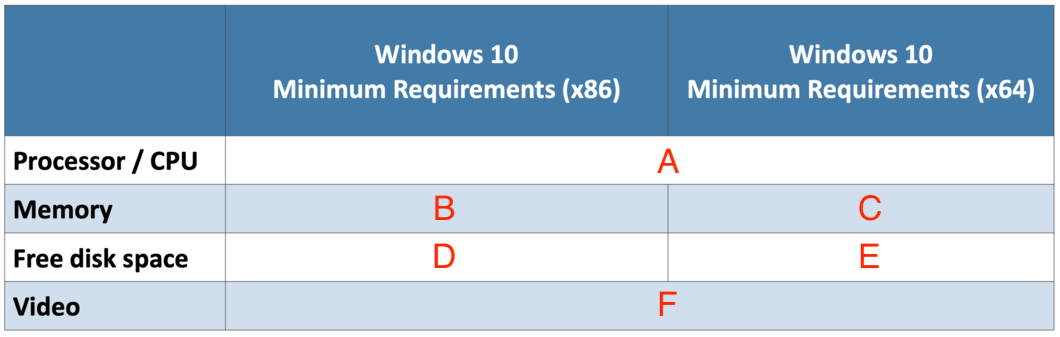 Windows 10
Minimum Requirements (x86)
Windows 10
Minimum Requirements (x64)
Processor / CPU
A
Memory
B
C
Free disk space
D
E
Video
F